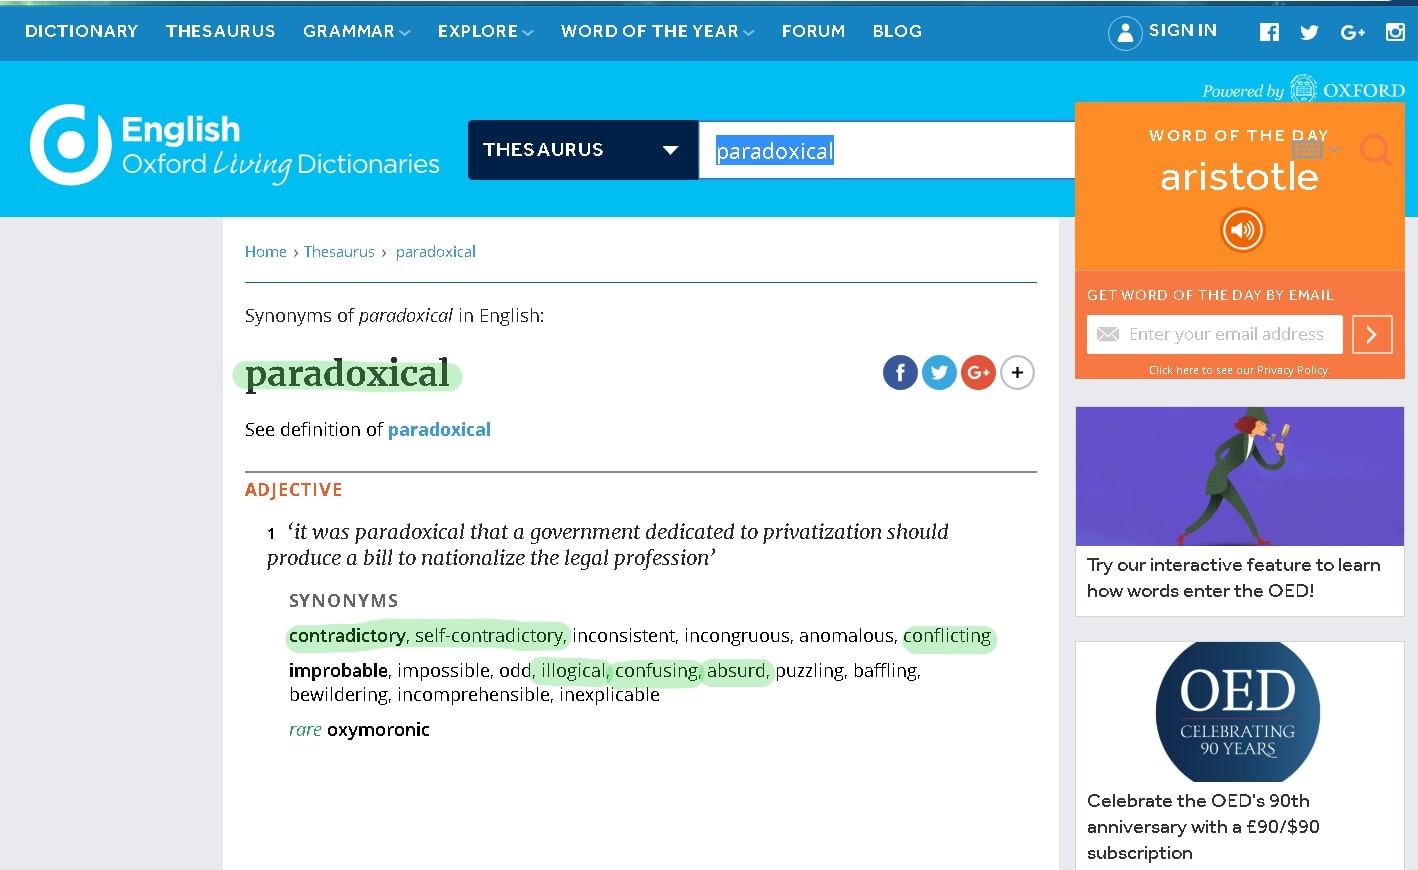 DICTIONARY THESAURUS GRAMMAR EXPLORE WORD OF THE YEAR FORUM BLOG SIGN IN G+
Powered by OXFORD
English
Oxford Living Dictionaries
THESAURUS paradoxical
WORD OF THE DAY
aristotle
GET WORD OF THE DAY BY EMAIL
Enter your email address
Click here to see our Privacy Policy.
Home › Thesaurus › paradoxical
Synonyms of paradoxical in English:
paradoxical
f G+ +
See definition of paradoxical
ADJECTIVE
1 ‘it was paradoxical that a government dedicated to privatization should
produce a bill to nationalize the legal profession’
SYNONYMS
contradictory, self-contradictory, inconsistent, incongruous, anomalous, conflicting
improbable, impossible, odd, illogical, confusing, absurd, puzzling, baffling,
bewildering, incomprehensible, inexplicable
rare oxymoronic
Try our interactive feature to learn
how words enter the OED!
OED
CELEBRATING
90 YEARS
Celebrate the OED's 90th
anniversary with a £90/$90
subscription